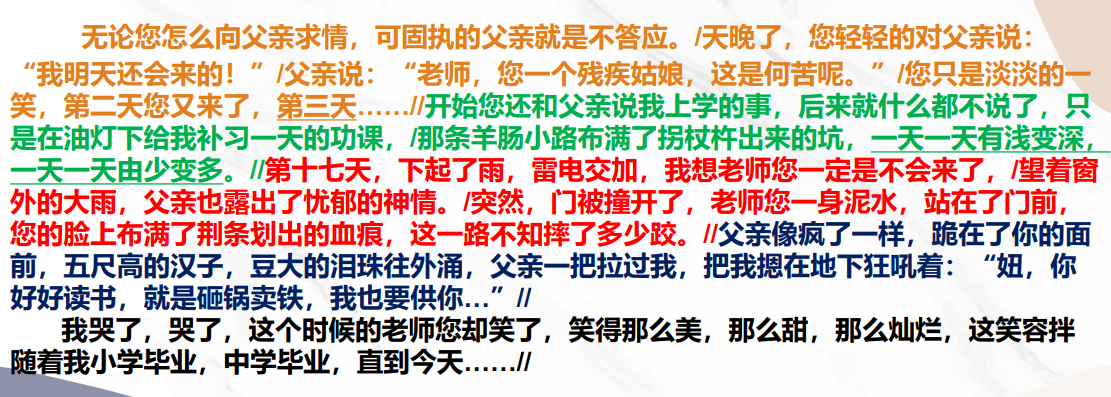 无论您怎么向父亲求情，可固执的父亲就是不答应。/天晚了，您轻轻的对父亲说：
“我明天还会来的！”/父亲说：“老师，您一个残疾姑娘，这是何苦呢。”/您只是淡淡的一
笑，第二天您又来了，第三天……//开始您还和父亲说我上学的事，后来就什么都不说了，只
是在油灯下给我补习一天的功课，/那条羊肠小路布满了拐杖杵出来的坑，一天一天有浅变深，
一天一天由少变多。//第十七天，下起了雨，雷电交加，我想老师您一定是不会来了，/望着窗
外的大雨，父亲也露出了忧郁的神情。/突然，门被撞开了，老师您一身泥水，站在了门前，
您的脸上布满了荆条划出的血痕，这一路不知摔了多少跤。//父亲像疯了一样，跪在了你的面
前，五尺高的汉子，豆大的泪珠往外涌，父亲一把拉过我，把我摁在地下狂吼着：“妞，你
好好读书，就是砸锅卖铁，我也要供你…”//
我哭了，哭了，这个时候的老师您却笑了，笑得那么美，那么甜，那么灿烂，这笑容拌
随着我小学毕业，中学毕业，直到今天……//